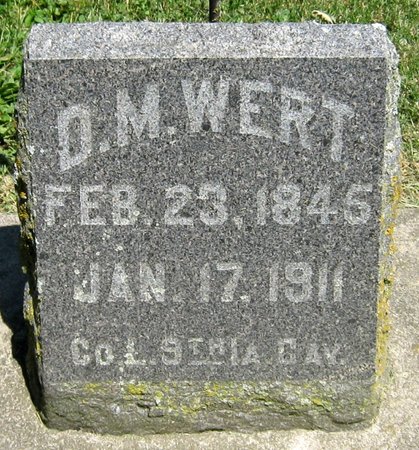 D. M. WERT
FEB. 23, 1846
JAN. 17, 1911
CO. L. 8TH IA CAV.